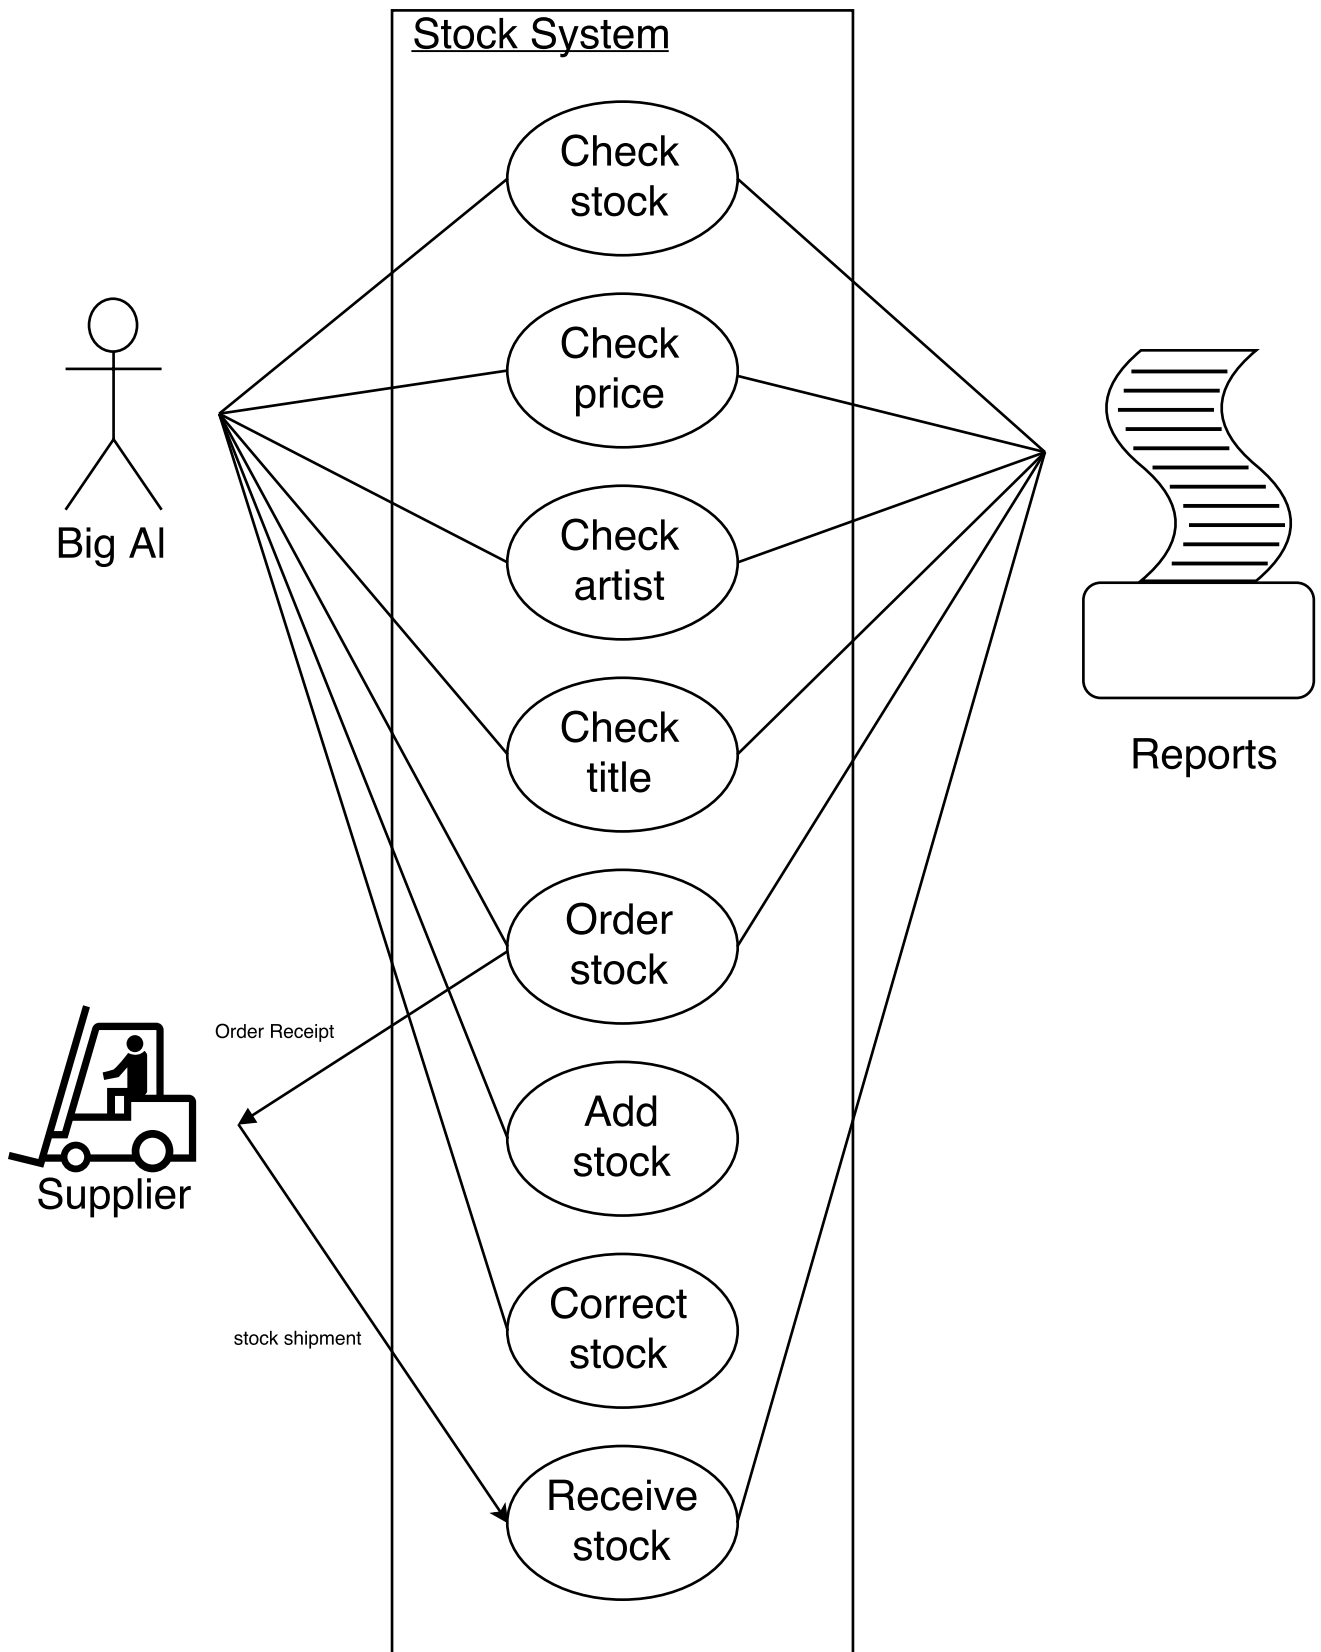 Stock System
Check
stock
Check
price
Big Al
Check
artist
Check
title
Reports
Order
stock
Order Receipt
Add
stock
Supplier
Correct
stock
stock shipment
Receive
stock